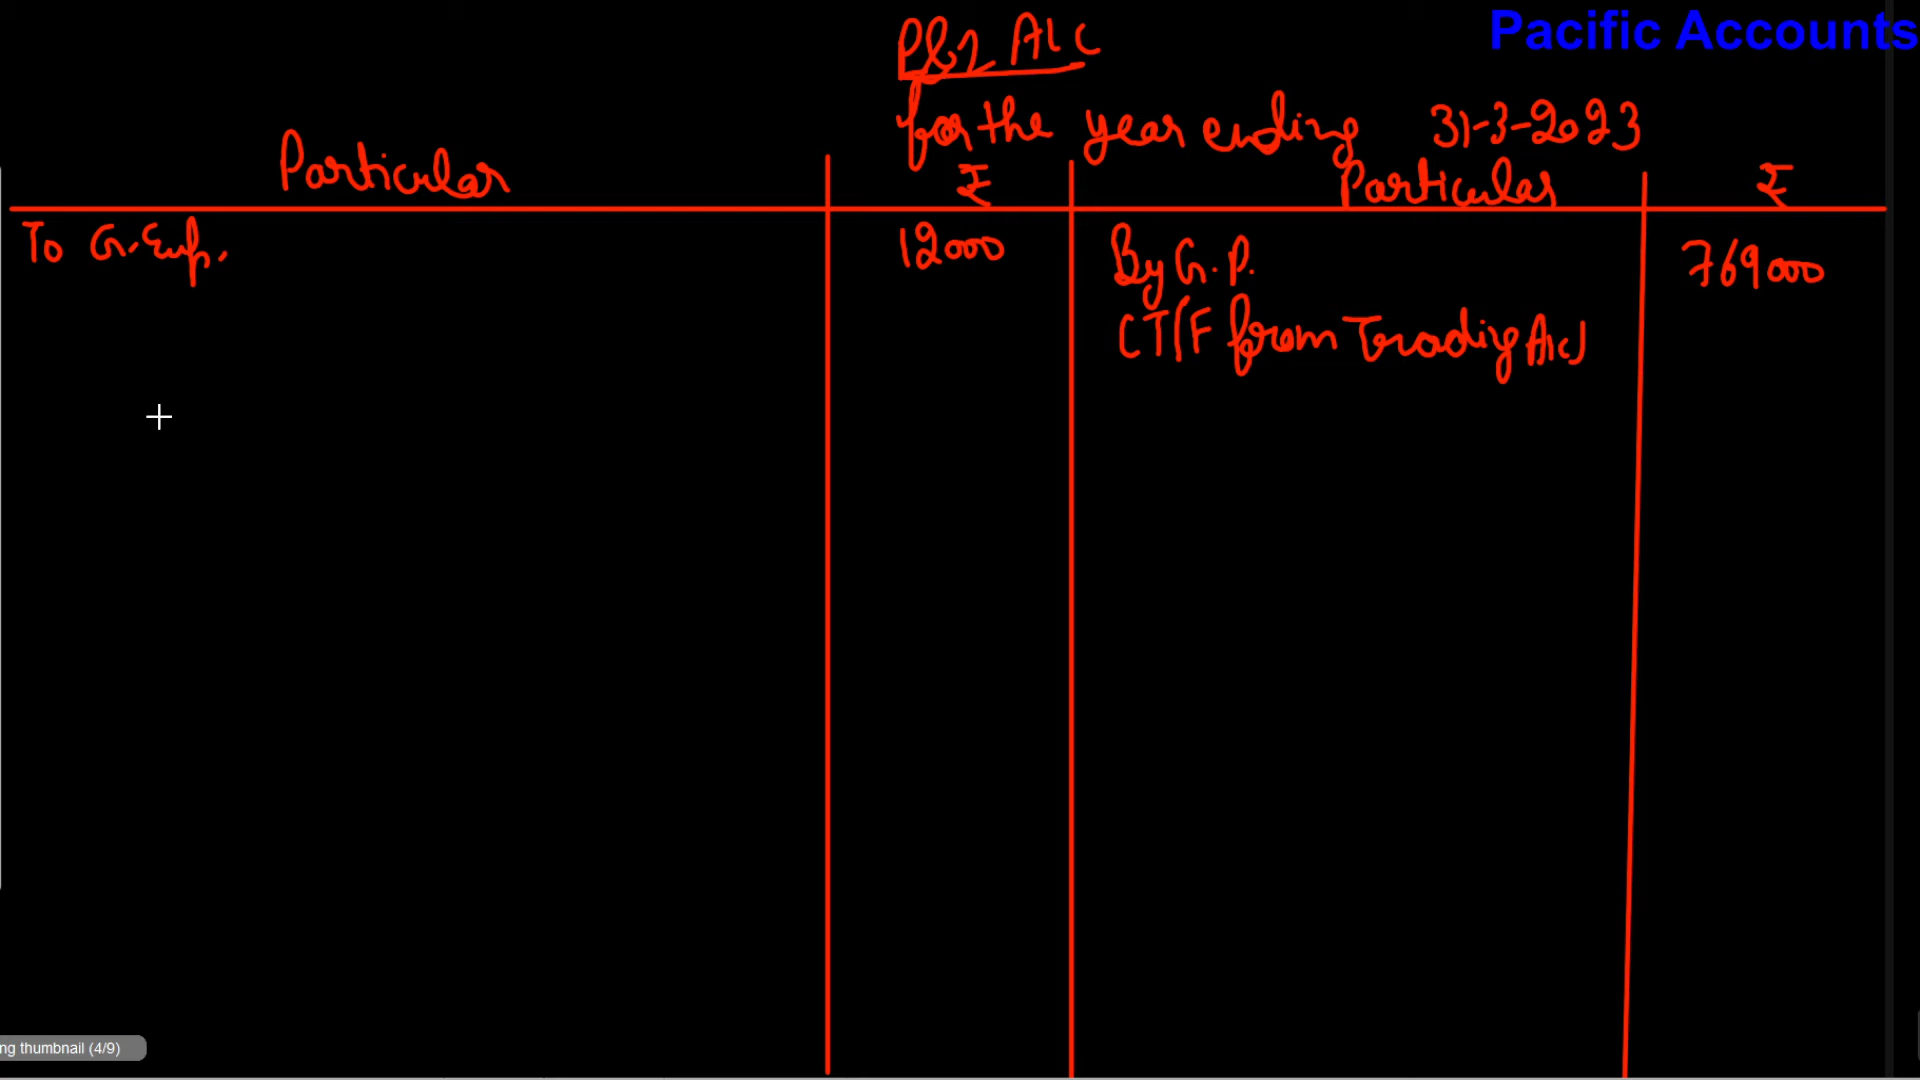 Pacific Accounts
P&L A/c
for the year ending 31-3-2023
Particular ₹ Particular ₹
To G. Exp. 12000 By G.P. 769000
(T/F from Trading A/c)
ng thumbnail (4/9)